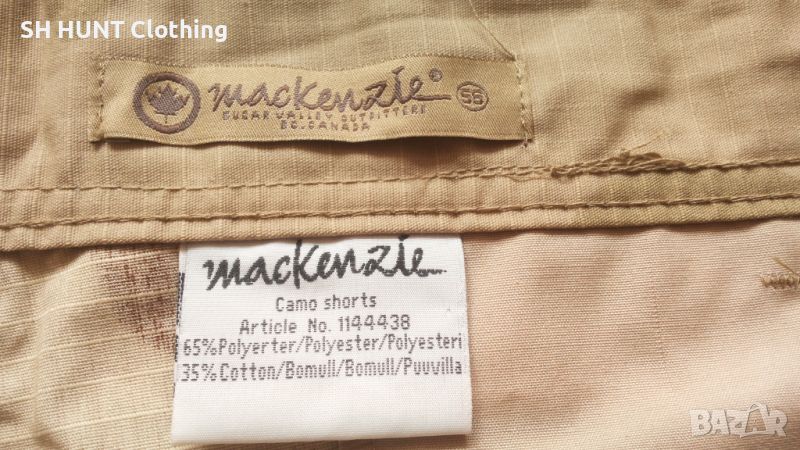 SH HUNT Clothing
mackenzie® 56
SUGAR VALLEY OUTFITTERS
BC. CANADA
mackenzie
Camo shorts
Article No. 1144438
65%Polyerter/Polyester/Polyesteri
35%Cotton/Bomull/Bomull/Puuvilla
BAZAR